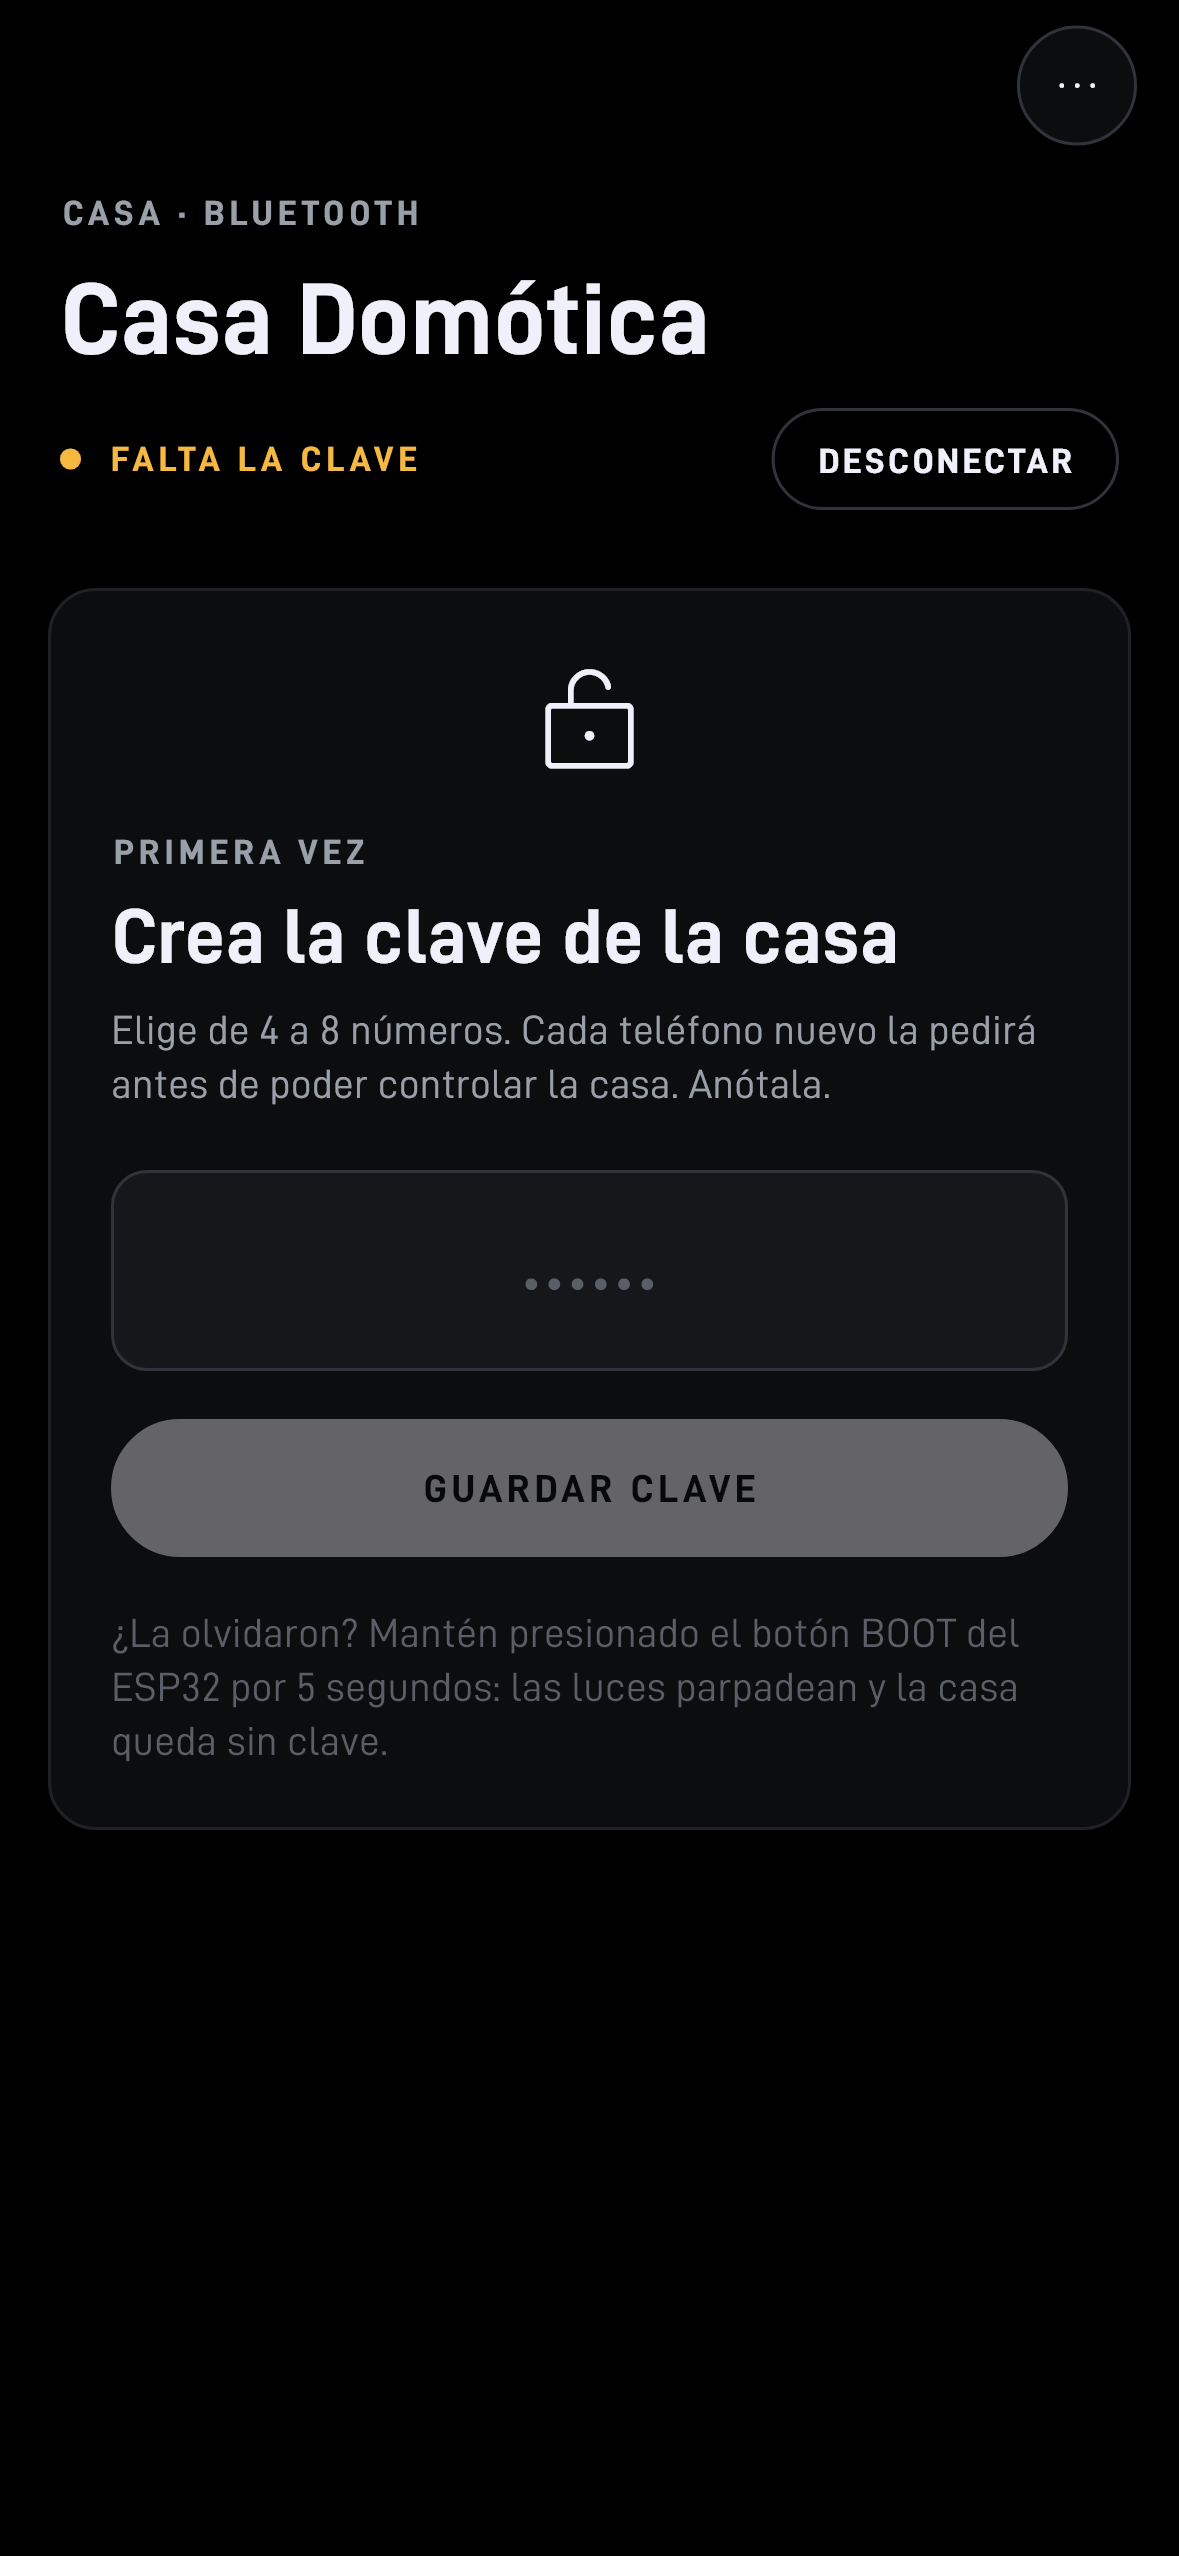 CASA · BLUETOOTH
Casa Domótica
FALTA LA CLAVE
DESCONECTAR
PRIMERA VEZ
Crea la clave de la casa
Elige de 4 a 8 números. Cada teléfono nuevo la pedirá
antes de poder controlar la casa. Anótala.
••••••
GUARDAR CLAVE
¿La olvidaron? Mantén presionado el botón BOOT del
ESP32 por 5 segundos: las luces parpadean y la casa
queda sin clave.